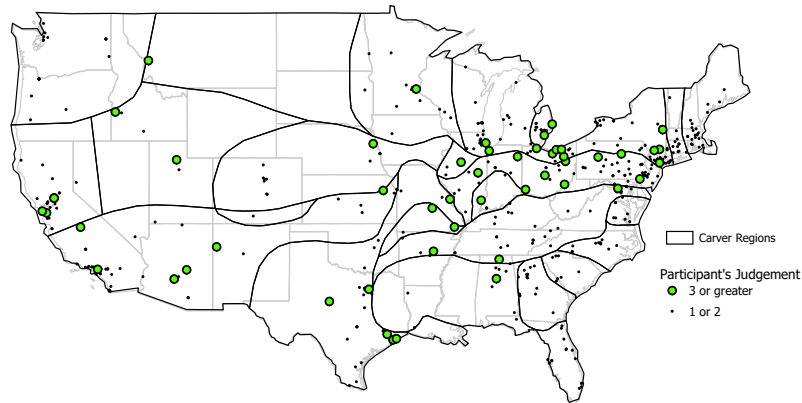 Carver Regions
Participant's Judgement
3 or greater
1 or 2